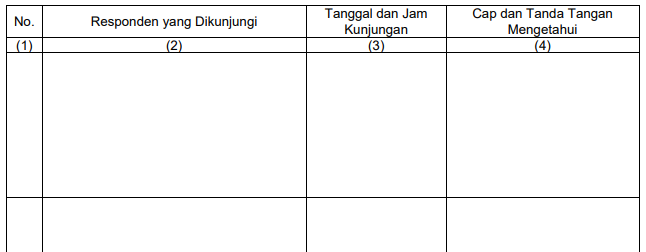 No.
Responden yang Dikunjungi
Tanggal dan Jam
Kunjungan
Cap dan Tanda Tangan
Mengetahui
(1)
(2)
(3)
(4)